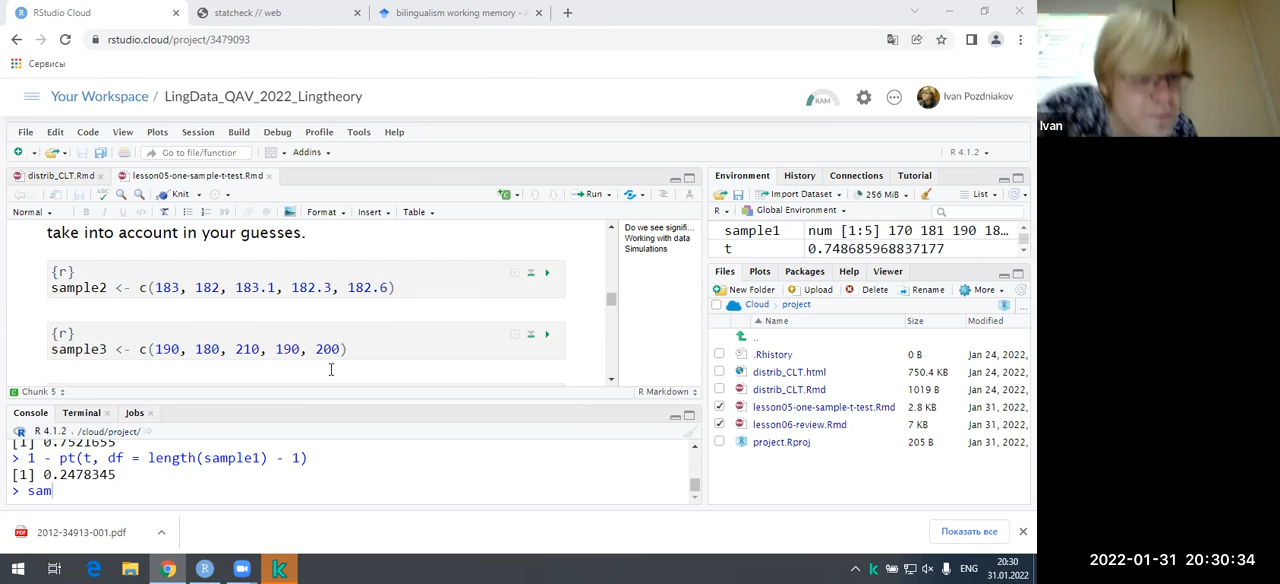 RStudio Cloud
statcheck // web
bilingualism working memory -
rstudio.cloud/project/3479093
Сервисы
Your Workspace / LingData_QAV_2022_Lingtheory
RAM
Ivan Pozdniakov
Ivan
File Edit Code View Plots Session Build Debug Profile Tools Help
Go to file/function
Addins
R 4.1.2
distrib_CLT.Rmd
lesson05-one-sample-t-test.Rmd
Knit
Run
Normal
Format Insert Table
take into account in your guesses.
{r}
sample2 <- c(183, 182, 183.1, 182.3, 182.6)
{r}
sample3 <- c(190, 180, 210, 190, 200)
Do we see signifi...
Working with data
Simulations
Chunk 5
R Markdown
Console Terminal Jobs
R 4.1.2 . /cloud/project/
[1] 0.7521655
> 1 - pt(t, df = length(sample1) - 1)
[1] 0.2478345
> sam
Environment History Connections Tutorial
Import Dataset
256 MiB
List
R
Global Environment
sample1 num [1:5] 170 181 190 18...
t 0.748685968837177
Files Plots Packages Help Viewer
New Folder Upload Delete Rename More
Cloud project
Name Size Modified
..
.Rhistory 0 B Jan 24, 2022,
distrib_CLT.html 750.4 KB Jan 24, 2022,
distrib_CLT.Rmd 1019 B Jan 24, 2022,
lesson05-one-sample-t-test.Rmd 2.8 KB Jan 31, 2022,
lesson06-review.Rmd 7 KB Jan 31, 2022,
project.Rproj 205 B Jan 31, 2022,
2012-34913-001.pdf
Показать все
ENG
20:30
31.01.2022
2022-01-31 20:30:34